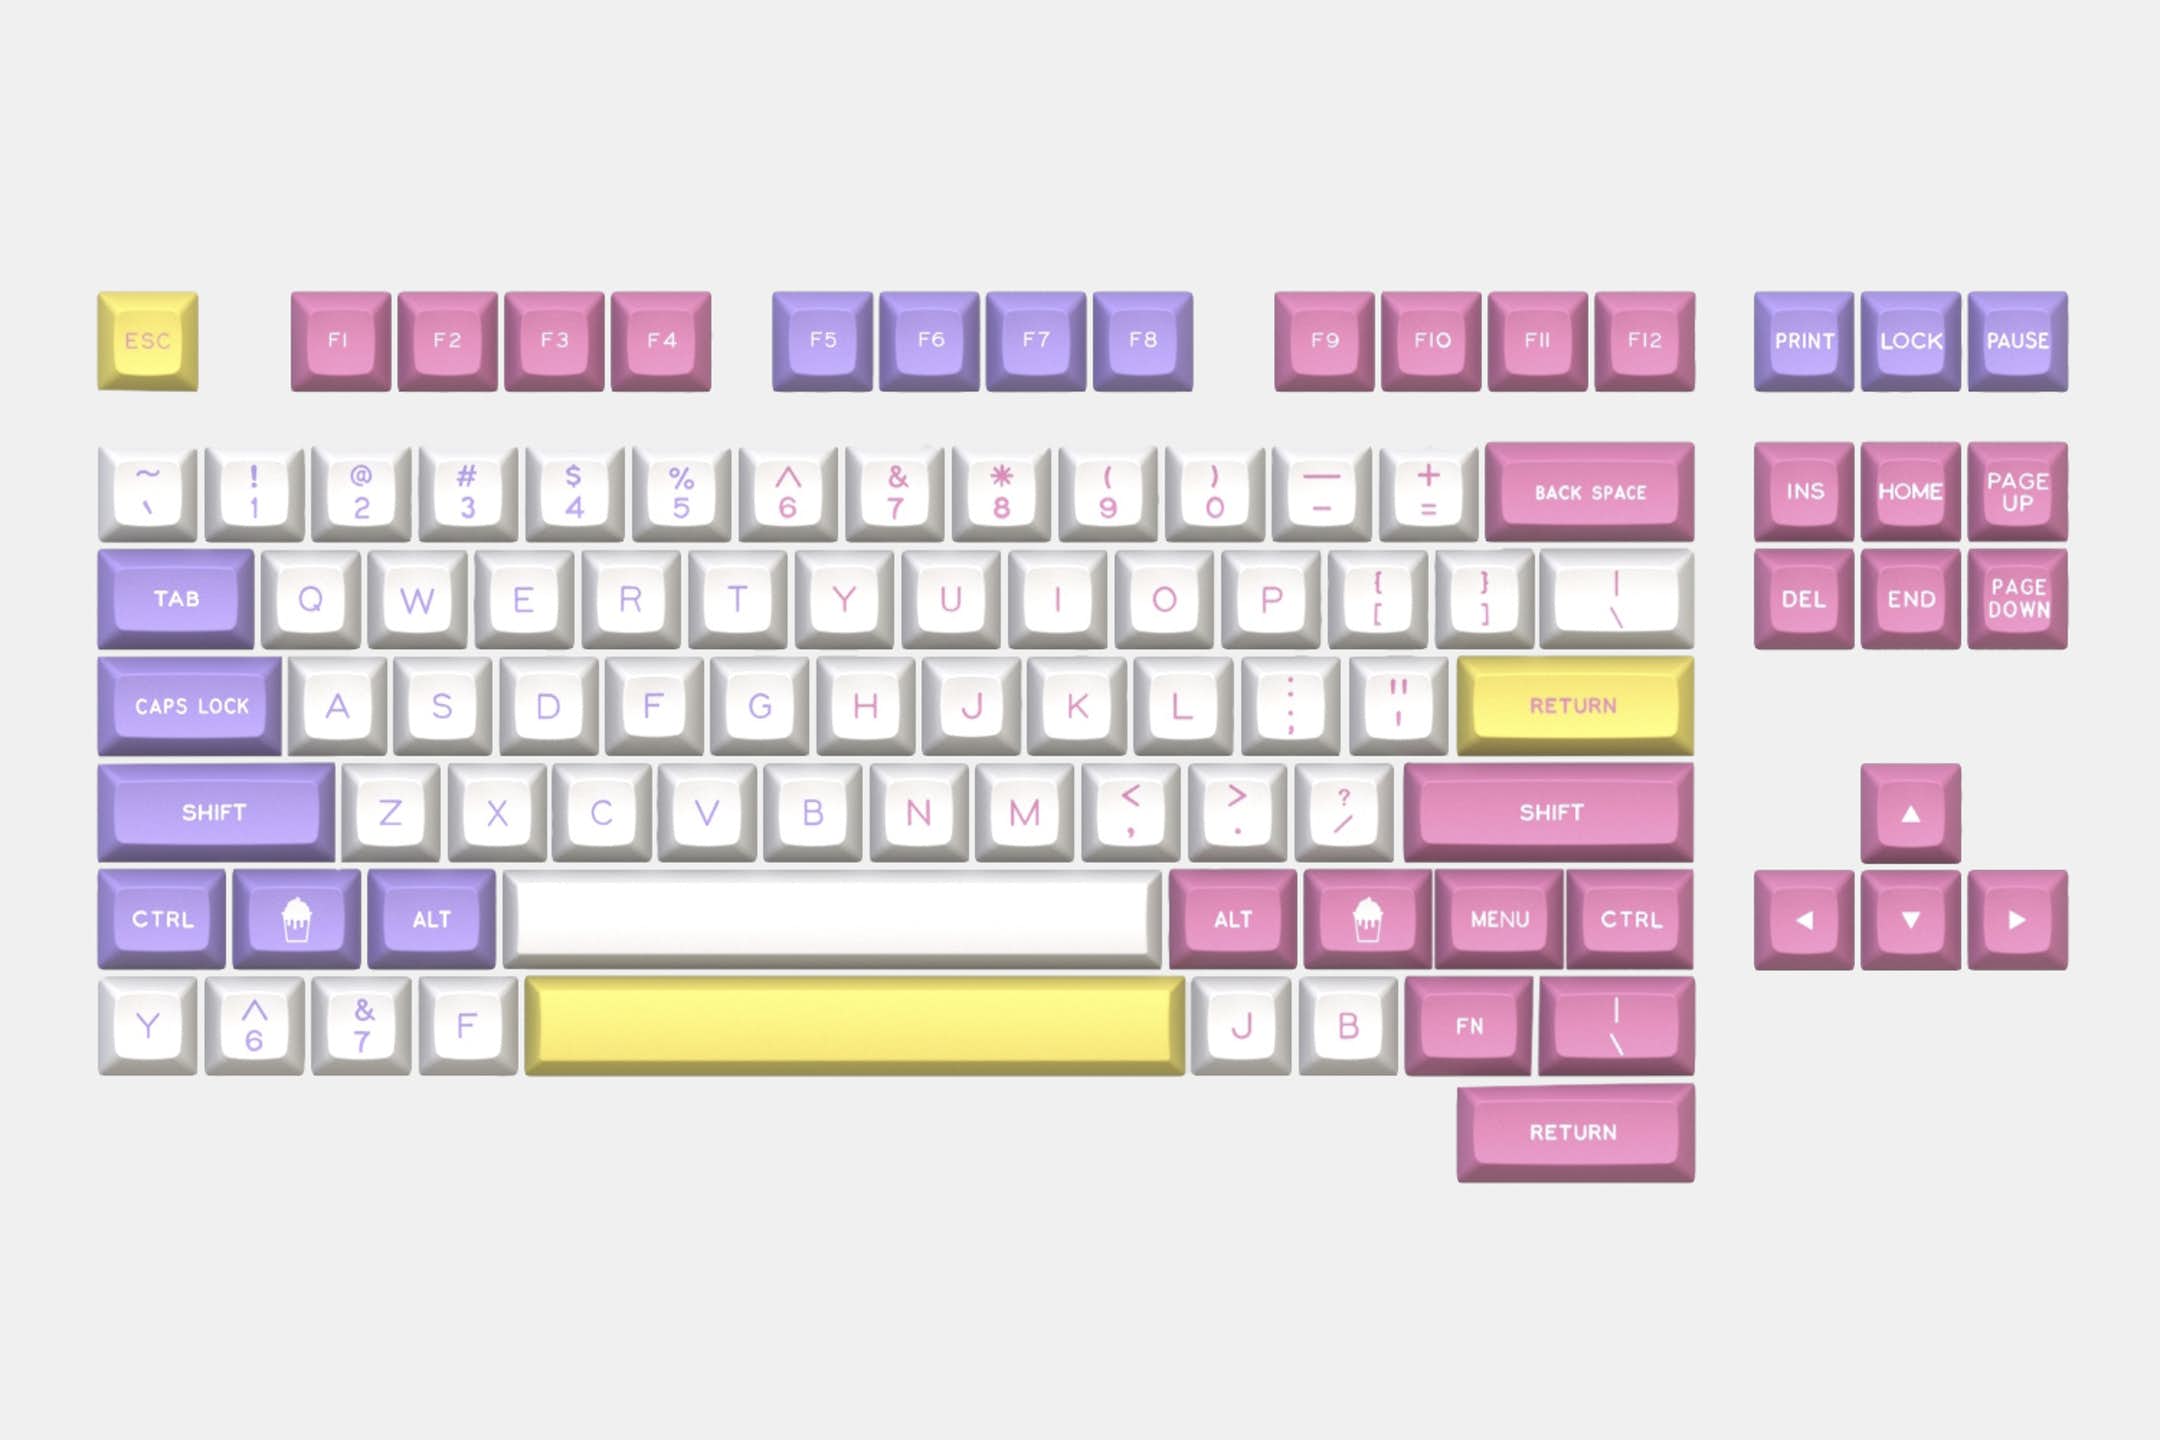 ESC F1 F2 F3 F4 F5 F6 F7 F8 F9 F10 F11 F12 PRINT LOCK PAUSE
~ ! @ # $ % ^ & * ( ) — +
` 1 2 3 4 5 6 7 8 9 0 - = BACK SPACE INS HOME PAGE UP
TAB Q W E R T Y U I O P { } |
[ ] \ DEL END PAGE DOWN
CAPS LOCK A S D F G H J K L : " RETURN
; '
SHIFT Z X C V B N M < > ? SHIFT ▲
, . /
CTRL ALT ALT MENU CTRL ◀ ▼ ▶
Y ^ & F J B FN |
6 7 \
RETURN